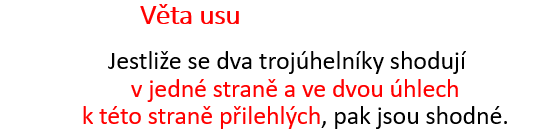 Věta usu
Jestliže se dva trojúhelníky shodují
v jedné straně a ve dvou úhlech
k této straně přilehlých, pak jsou shodné.